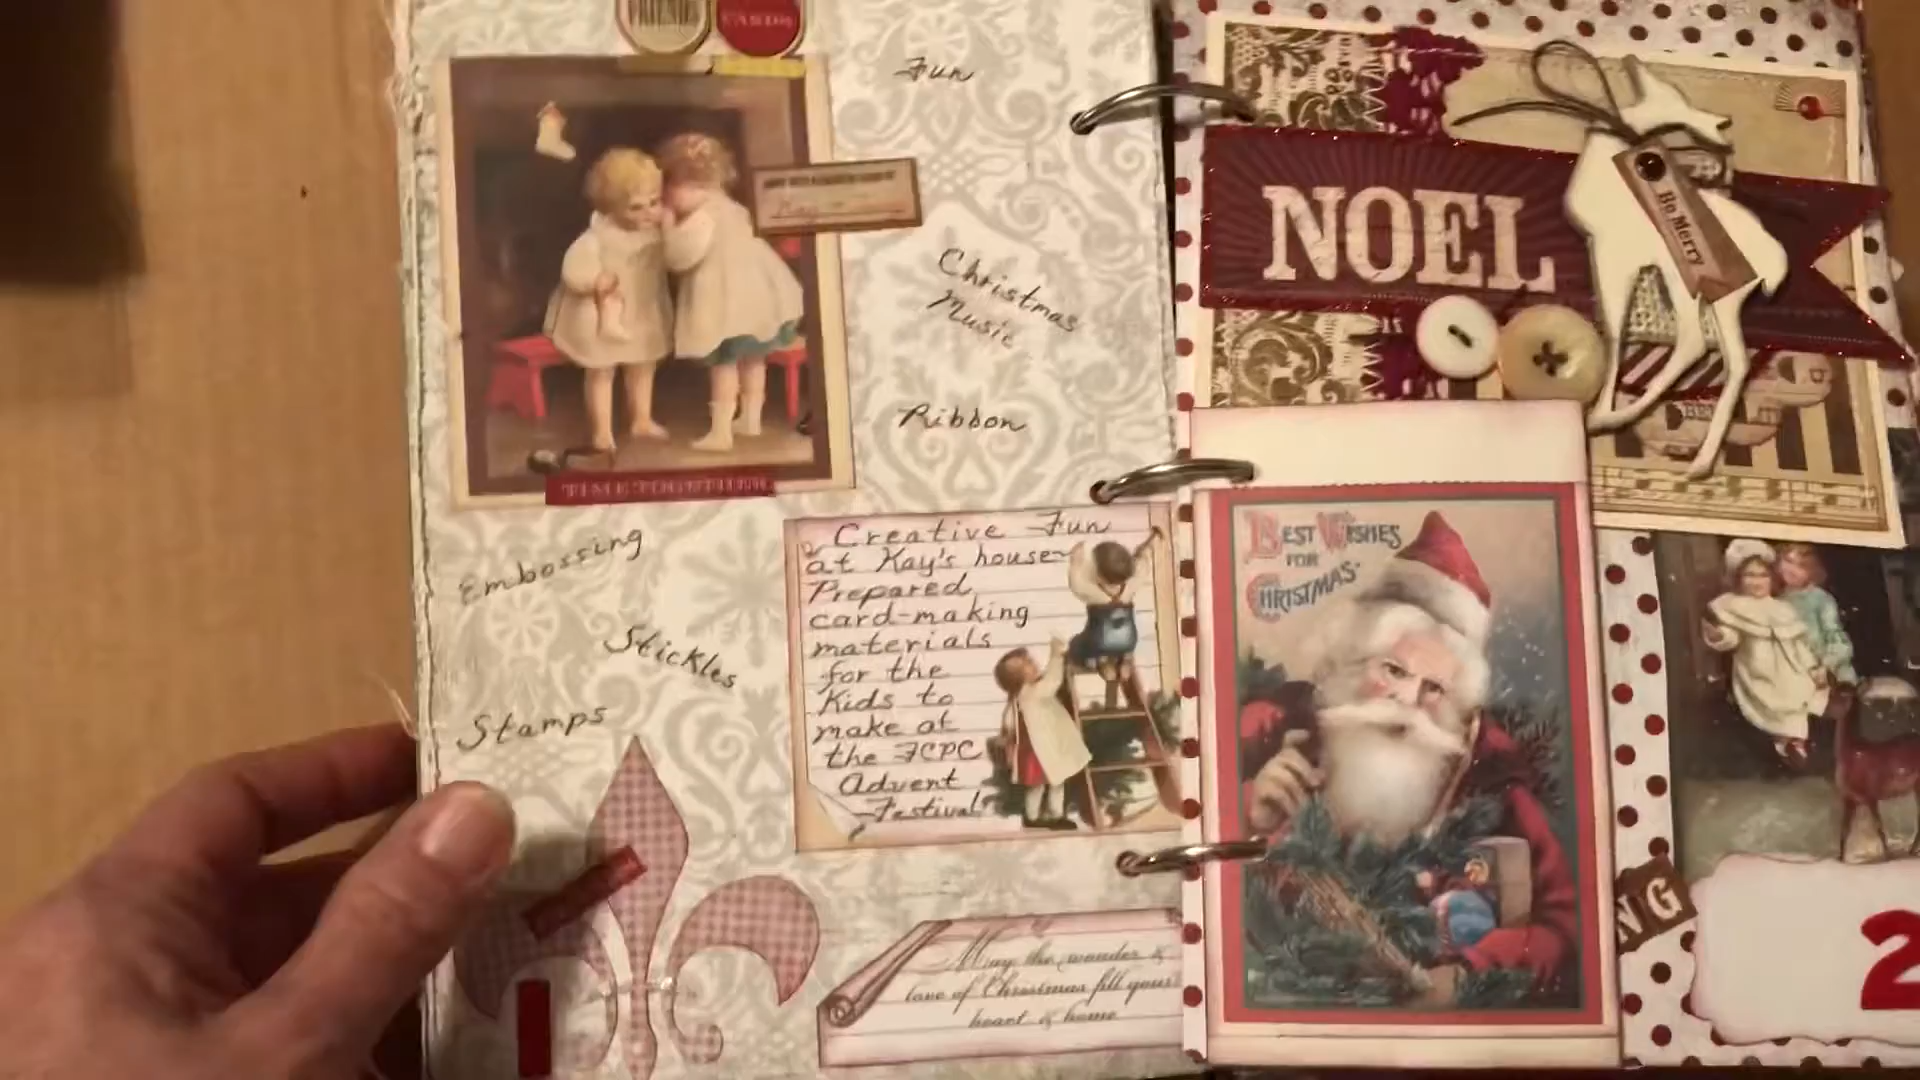 CARDS
Fun
Christmas
Music
Ribbon
TIME TOGETHER
Embossing
Stickles
Stamps
Creative Fun
at Kay's house
Prepared
card-making
materials
for the
Kids to
make at
the FCPC
Advent
Festival
May the wonder &
love of Christmas fill your
heart & home
NOEL
Be Merry
BEST WISHES
FOR
CHRISTMAS
NG
2